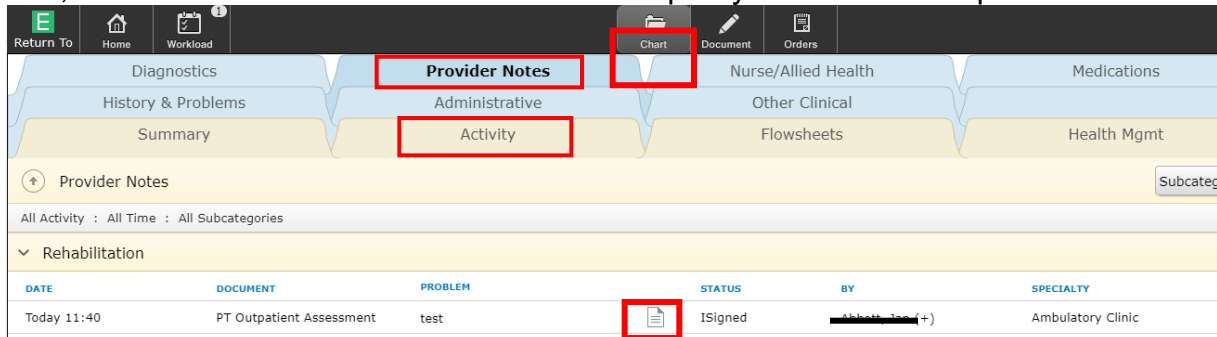 E 1
Return To Home Workload Chart Document Orders
Diagnostics Provider Notes Nurse/Allied Health Medications
History & Problems Administrative Other Clinical
Summary Activity Flowsheets Health Mgmt
Provider Notes Subcateg
All Activity : All Time : All Subcategories
Rehabilitation
DATE DOCUMENT PROBLEM STATUS BY SPECIALTY
Today 11:40 PT Outpatient Assessment test ISigned (+) Ambulatory Clinic